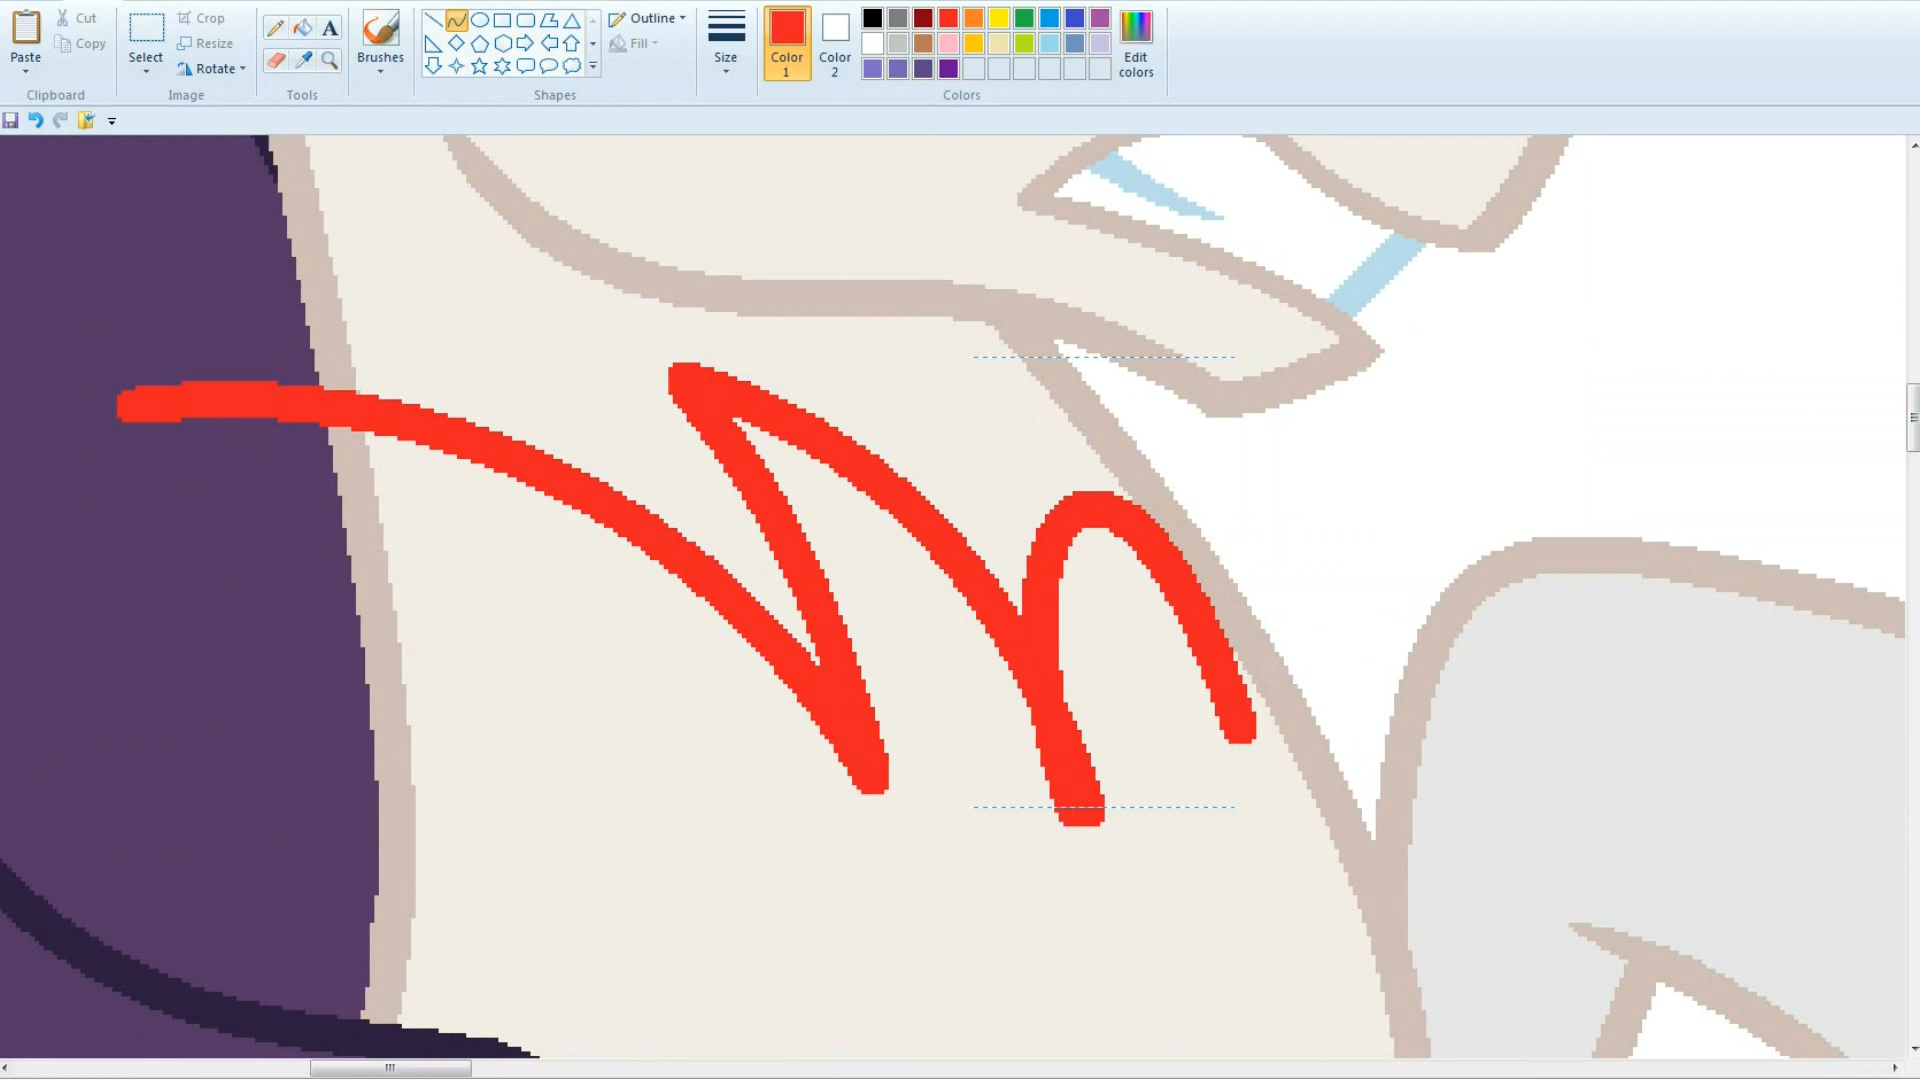 Paste
Cut
Copy
Clipboard
Select
Crop
Resize
Rotate
Image
A
Tools
Brushes
Outline
Fill
Shapes
Size
Color
1
Color
2
Edit
colors
Colors